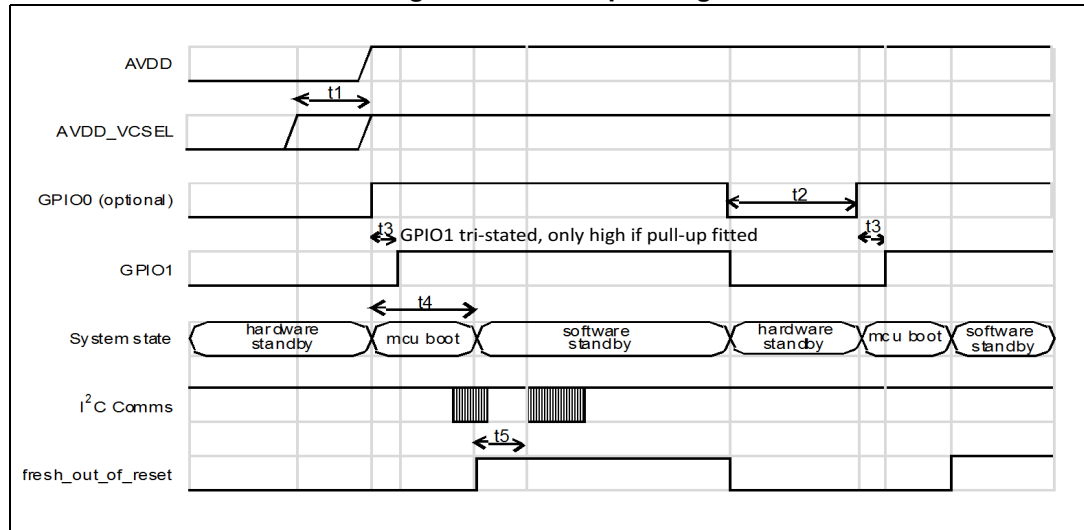 AVDD
t1
AVDD_VCSEL
GPIO0 (optional)
t2
t3
GPIO1 tri-stated, only high if pull-up fitted
t3
GPIO1
t4
System state
hardware
standby
mcu boot
software
standby
hardware
standby
mcu boot
software
standby
I2C Comms
t5
fresh_out_of_reset